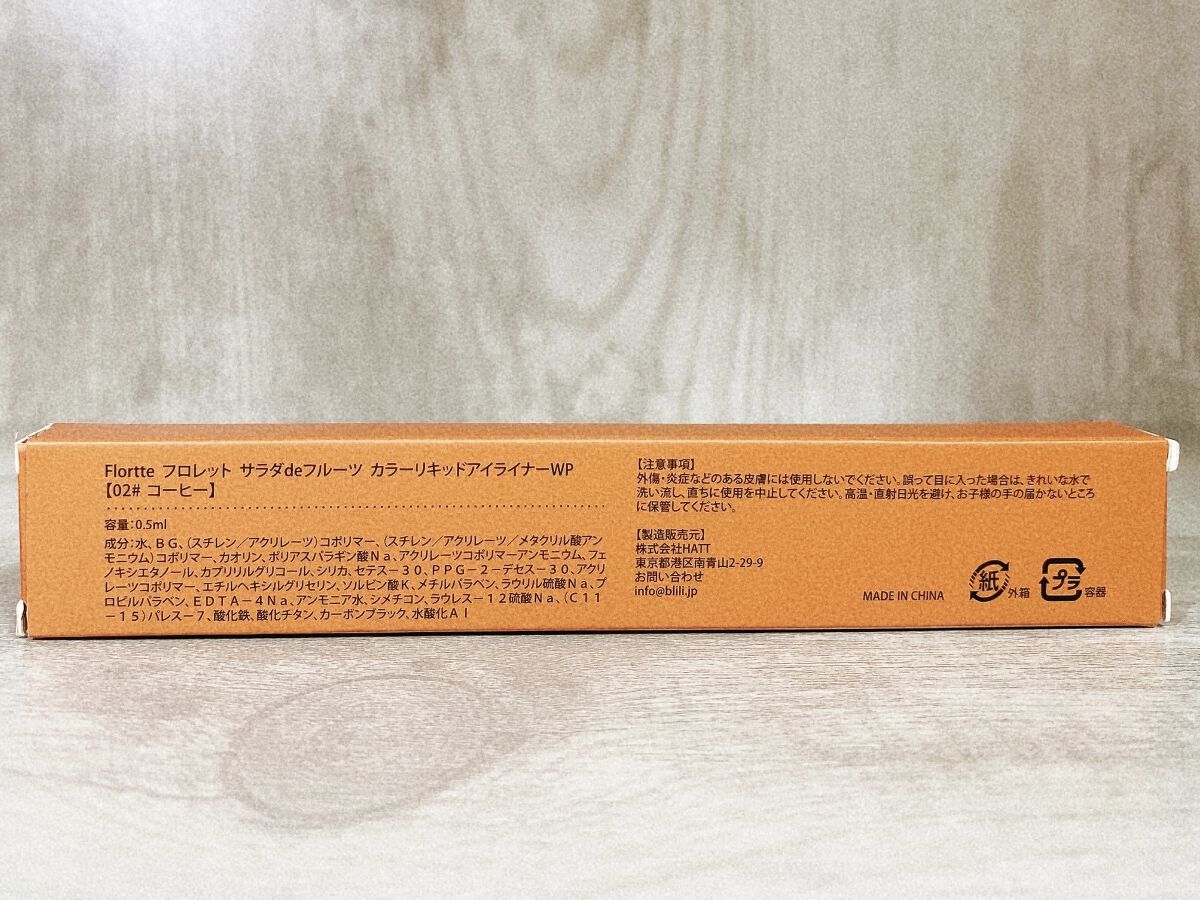 Flortte フロレット サラダdeフルーツ カラーリキッドアイライナーWP
【02# コーヒー】
容量：0.5ml
成分：水、ＢＧ、（スチレン／アクリレーツ）コポリマー、（スチレン／アクリレーツ／メタクリル酸アン
モニウム）コポリマー、カオリン、ポリアスパラギン酸Ｎａ、アクリレーツコポリマーアンモニウム、フェ
ノキシエタノール、カプリリルグリコール、シリカ、セテス－３０、ＰＰＧ－２－デセス－３０、アクリ
レーツコポリマー、エチルヘキシルグリセリン、ソルビン酸Ｋ、メチルパラベン、ラウリル硫酸Ｎａ、プ
ロピルパラベン、ＥＤＴＡ－４Ｎａ、アンモニア水、シメチコン、ラウレス－１２硫酸Ｎａ、（Ｃ１１
－１５）パレス－７、酸化鉄、酸化チタン、カーボンブラック、水酸化Ａｌ
【注意事項】
外傷・炎症などのある皮膚には使用しないでください。誤って目に入った場合は、きれいな水で
洗い流し、直ちに使用を中止してください。高温・直射日光を避け、お子様の手の届かないところ
に保管してください。
【製造販売元】
株式会社HATT
東京都港区南青山2-29-9
お問い合わせ
info@blili.jp
MADE IN CHINA
紙 外箱
プラ 容器